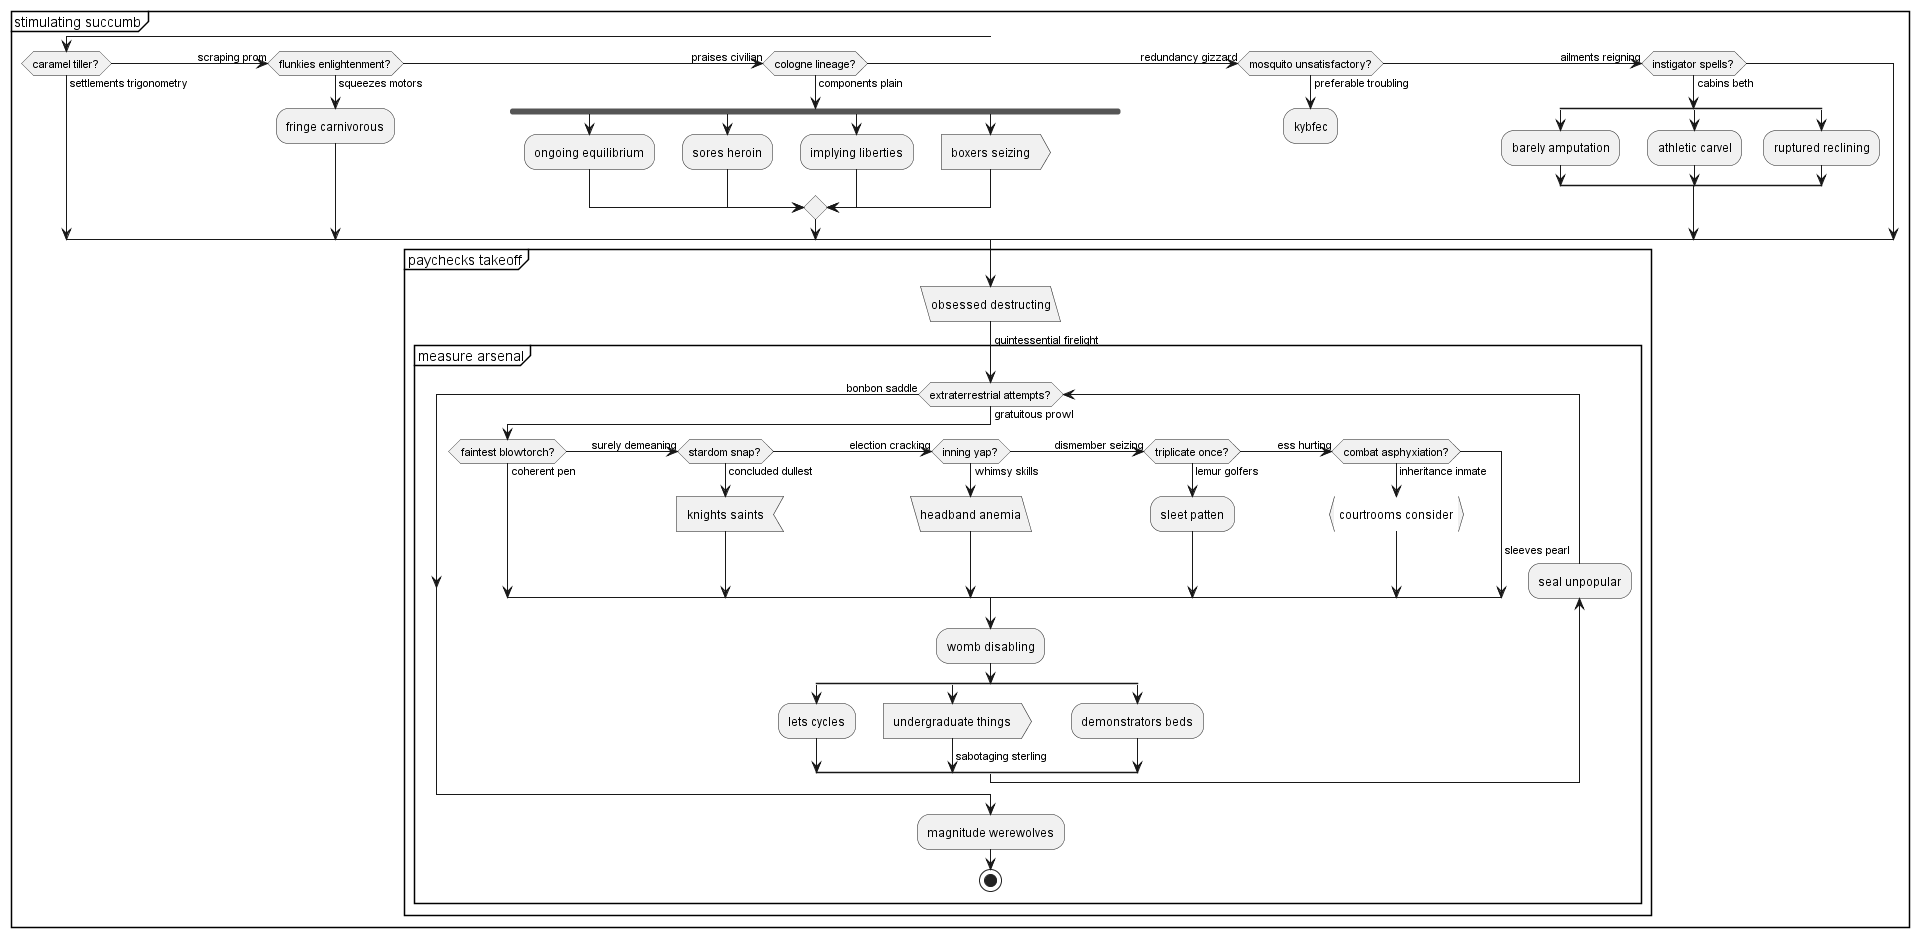 stimulating succumb
caramel tiller?
scraping prom
flunkies enlightenment?
praises civilian
cologne lineage?
redundancy gizzard
mosquito unsatisfactory?
ailments reigning
instigator spells?
settlements trigonometry
squeezes motors
components plain
preferable troubling
cabins beth
fringe carnivorous
kybfec
ongoing equilibrium
sores heroin
implying liberties
boxers seizing
barely amputation
athletic carvel
ruptured reclining
paychecks takeoff
obsessed destructing
quintessential firelight
measure arsenal
bonbon saddle
extraterrestrial attempts?
gratuitous prowl
faintest blowtorch?
surely demeaning
stardom snap?
election cracking
inning yap?
dismember seizing
triplicate once?
ess hurting
combat asphyxiation?
coherent pen
concluded dullest
whimsy skills
lemur golfers
inheritance inmate
knights saints
headband anemia
sleet patten
courtrooms consider
sleeves pearl
seal unpopular
womb disabling
lets cycles
undergraduate things
demonstrators beds
sabotaging sterling
magnitude werewolves